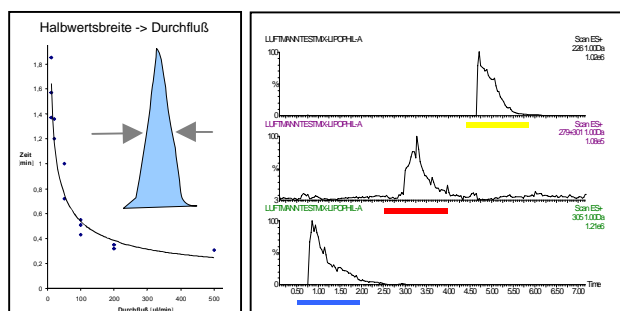 Halbwertsbreite -> Durchfluß
1,8
1,6
1,4
1,2
Zeit
[min]
1
0,8
0,6
0,4
0,2
0
100
200
300
400
500
Durchfluß [ul/min]
LUFTMANNTESTMIX-LIPOPHIL-A
Scan ES+
226 1.00Da
1.02e6
100
%
LUFTMANNTESTMIX-LIPOPHIL-A
Scan ES+
279+301 1.00Da
1.08e5
100
%
3
LUFTMANNTESTMIX-LIPOPHIL-A
Scan ES+
305 1.00Da
1.21e6
100
%
0
Time
0.50 1.00 1.50 2.00 2.50 3.00 3.50 4.00 4.50 5.00 5.50 6.00 6.50 7.00